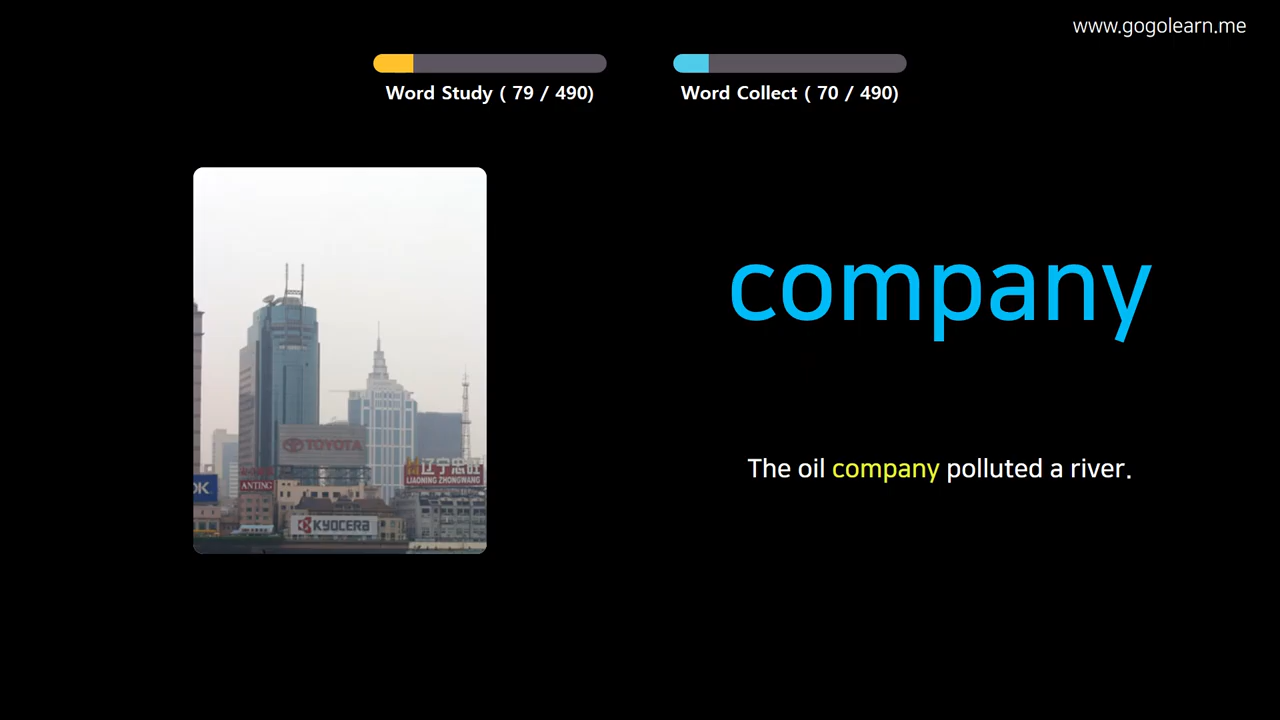 www.gogolearn.me
Word Study ( 79 / 490)
Word Collect ( 70 / 490)
company
The oil company polluted a river.
TOYOTA
辽宁忠旺
LIAONING ZHONGWANG
ANTING
OK
KYOCERA